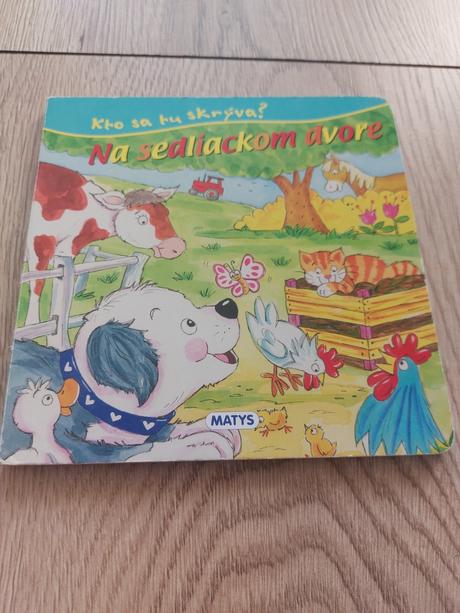 Kto sa tu skrýva?
Na sedliackom dvore
MATYS